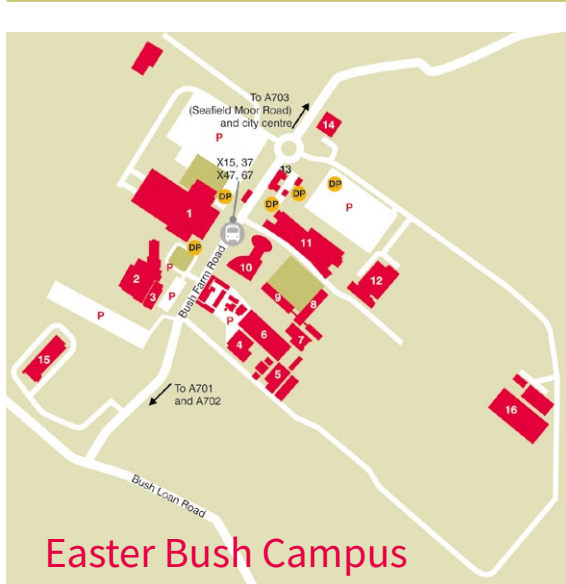 To A703
(Seafield Moor Road)
and city centre
14
P
X15, 37
X47, 67
13
DP
DP
DP
DP
P
1
11
DP
10
2
P
12
3
P
9
8
Bush Farm Road
P
P
6
7
4
15
5
To A701
and A702
16
Bush Loan Road
Easter Bush Campus